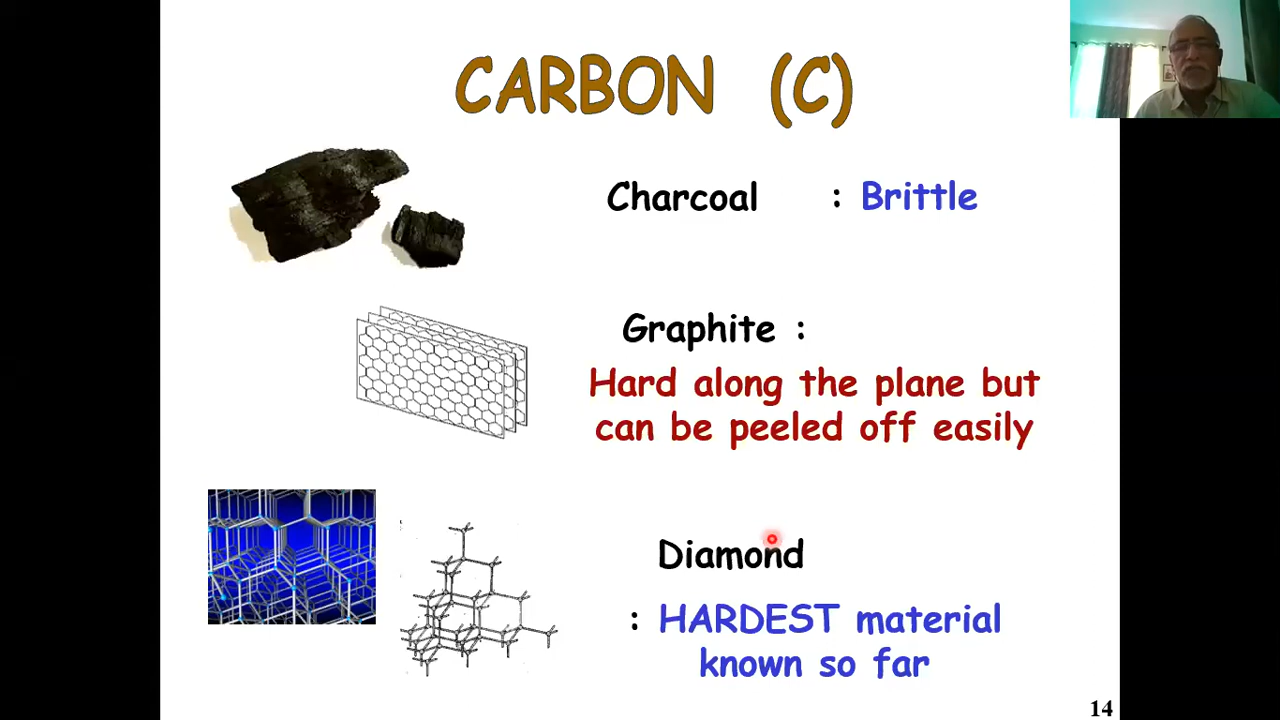 CARBON (C)
Charcoal : Brittle
Graphite :
Hard along the plane but
can be peeled off easily
Diamond
: HARDEST material
known so far
14